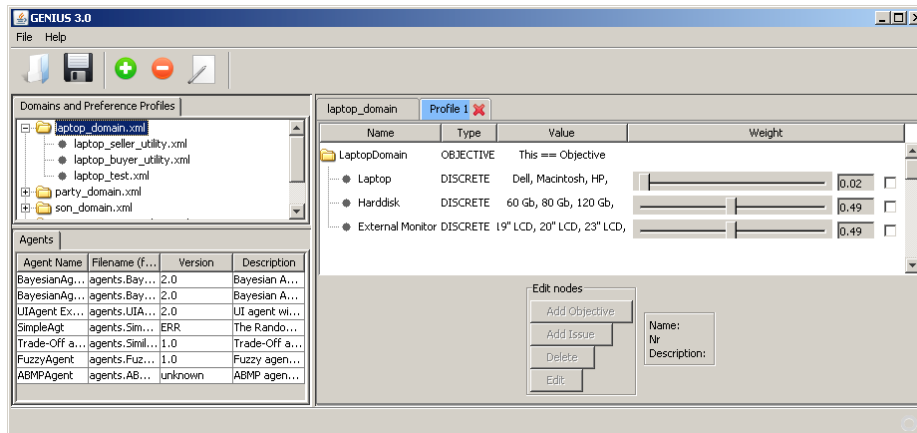 GENIUS 3.0
File Help
Domains and Preference Profiles
laptop_domain.xml
laptop_seller_utility.xml
laptop_buyer_utility.xml
laptop_test.xml
party_domain.xml
son_domain.xml
Agents
Agent Name Filename (f... Version Description
BayesianAg... agents.Bay... 2.0 Bayesian A...
BayesianAg... agents.Bay... 2.0 Bayesian A...
UIAgent Ex... agents.UIA... 2.0 UI agent wi...
SimpleAgt agents.Sim... ERR The Rando...
Trade-Off a... agents.Simil... 1.0 Trade-Off a...
FuzzyAgent agents.Fuz... 1.0 Fuzzy agen...
ABMPAgent agents.AB... unknown ABMP agen...
laptop_domain Profile 1
Name Type Value Weight
LaptopDomain OBJECTIVE This == Objective
Laptop DISCRETE Dell, Macintosh, HP, 0.02
Harddisk DISCRETE 60 Gb, 80 Gb, 120 Gb, 0.49
External Monitor DISCRETE 19" LCD, 20" LCD, 23" LCD, 0.49
Edit nodes
Add Objective
Add Issue
Delete
Edit
Name:
Nr
Description: